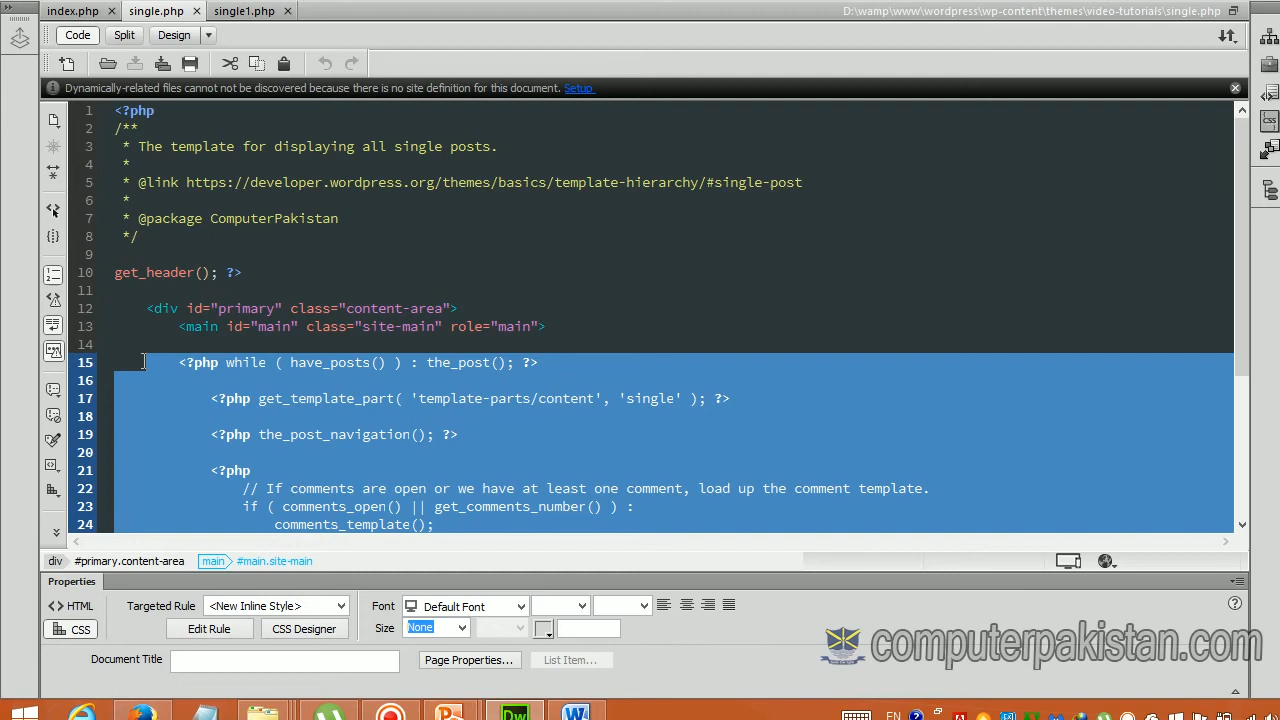 index.php
single.php
single1.php
D:\wamp\www\wordpress\wp-content\themes\video-tutorials\single.php
Code
Split
Design
Dynamically-related files cannot be discovered because there is no site definition for this document. Setup
1 <?php
2 /**
3 * The template for displaying all single posts.
4 *
5 * @link https://developer.wordpress.org/themes/basics/template-hierarchy/#single-post
6 *
7 * @package ComputerPakistan
8 */
9
10 get_header(); ?>
11
12 <div id="primary" class="content-area">
13 <main id="main" class="site-main" role="main">
14
15 <?php while ( have_posts() ) : the_post(); ?>
16
17 <?php get_template_part( 'template-parts/content', 'single' ); ?>
18
19 <?php the_post_navigation(); ?>
20
21 <?php
22 // If comments are open or we have at least one comment, load up the comment template.
23 if ( comments_open() || get_comments_number() ) :
24 comments_template();
div #primary.content-area main #main.site-main
Properties
<> HTML
Targeted Rule
<New Inline Style>
Font
Default Font
CSS
Edit Rule
CSS Designer
Size
None
Document Title
Page Properties...
List Item...
computerpakistan.com
EN